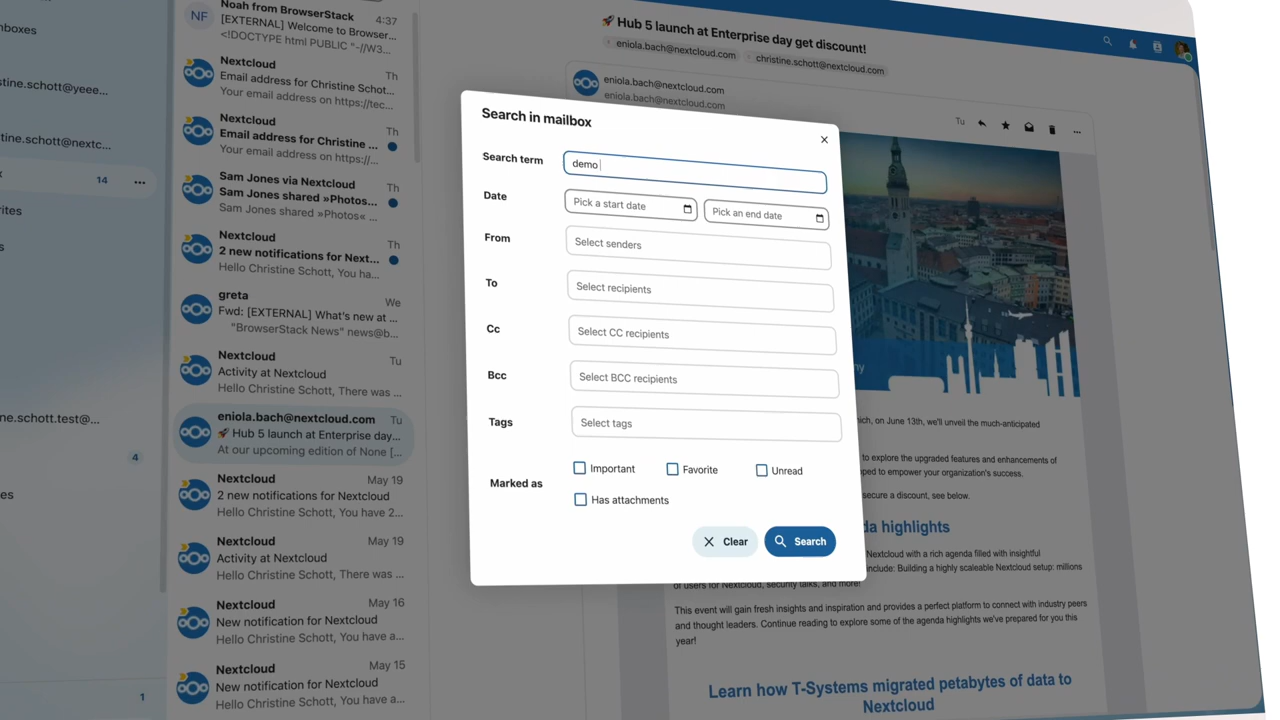 nboxes
stine.schott@yeee...
tine.schott@nextc...
14
rites
s
ne.schott.test@...
4
es
1
NF
Noah from BrowserStack
4:37
[EXTERNAL] Welcome to Browser...
<!DOCTYPE html PUBLIC "-//W3...
Nextcloud
Th
Email address for Christine Schot...
Your email address on https://tec...
Nextcloud
Th
Email address for Christine ...
Your email address on https://...
Sam Jones via Nextcloud
Th
Sam Jones shared »Photos...
Sam Jones shared »Photos« ...
Nextcloud
Th
2 new notifications for Next...
Hello Christine Schott, You ha...
greta
We
Fwd: [EXTERNAL] What's new at ...
"BrowserStack News" news@b...
Nextcloud
Tu
Activity at Nextcloud
Hello Christine Schott, There was ...
eniola.bach@nextcloud.com
Tu
🚀 Hub 5 launch at Enterprise day...
At our upcoming edition of None [...
Nextcloud
May 19
2 new notifications for Nextcloud
Hello Christine Schott, You have 2...
Nextcloud
May 19
Activity at Nextcloud
Hello Christine Schott, There was ...
Nextcloud
May 16
New notification for Nextcloud
Hello Christine Schott, You have a...
Nextcloud
May 15
New notification for Nextcloud
Hello Christine Schott, You have a...
🚀 Hub 5 launch at Enterprise day get discount!
eniola.bach@nextcloud.com
christine.schott@nextcloud.com
eniola.bach@nextcloud.com
eniola.bach@nextcloud.com
Tu
Search in mailbox
Search term
demo
Date
Pick a start date
Pick an end date
From
Select senders
To
Select recipients
Cc
Select CC recipients
Bcc
Select BCC recipients
Tags
Select tags
Marked as
Important
Favorite
Unread
Has attachments
Clear
Search
ny
ich, on June 13th, we'll unveil the much-anticipated
to explore the upgraded features and enhancements of
ped to empower your organization's success.
secure a discount, see below.
da highlights
Nextcloud with a rich agenda filled with insightful
include: Building a highly scaleable Nextcloud setup: millions
of users for Nextcloud, security talks, and more!
This event will gain fresh insights and inspiration and provides a perfect platform to connect with industry peers
and thought leaders. Continue reading to explore some of the agenda highlights we've prepared for you this
year!
Learn how T-Systems migrated petabytes of data to
Nextcloud